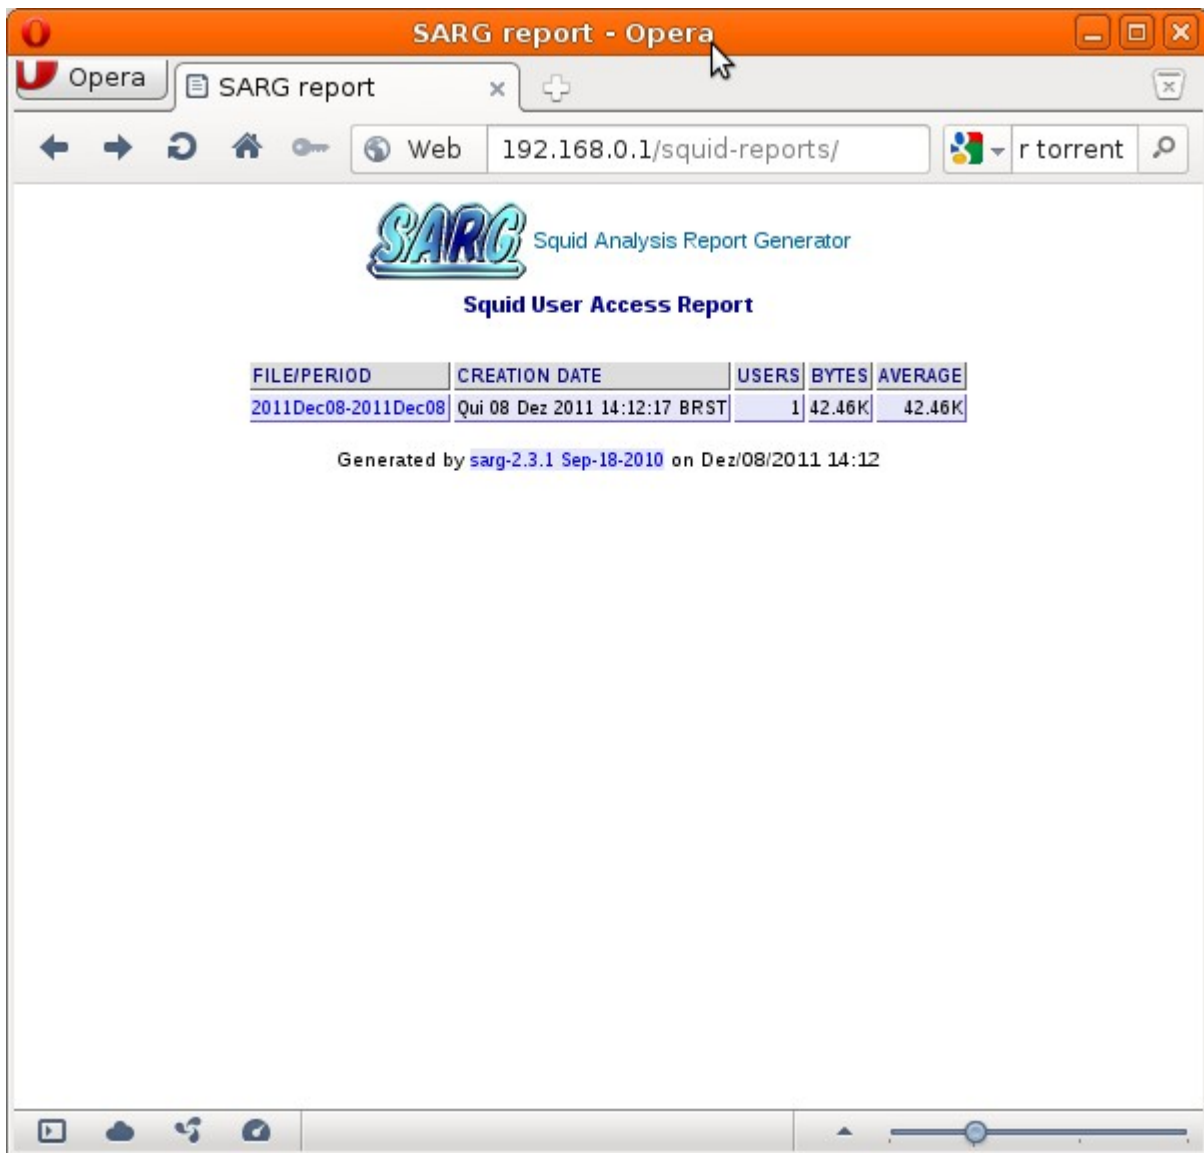 SARG report - Opera
Opera
SARG report
Web
192.168.0.1/squid-reports/
r torrent
SARG
Squid Analysis Report Generator
Squid User Access Report
FILE/PERIOD CREATION DATE USERS BYTES AVERAGE
2011Dec08-2011Dec08 Qui 08 Dez 2011 14:12:17 BRST 1 42.46K 42.46K
Generated by sarg-2.3.1 Sep-18-2010 on Dez/08/2011 14:12